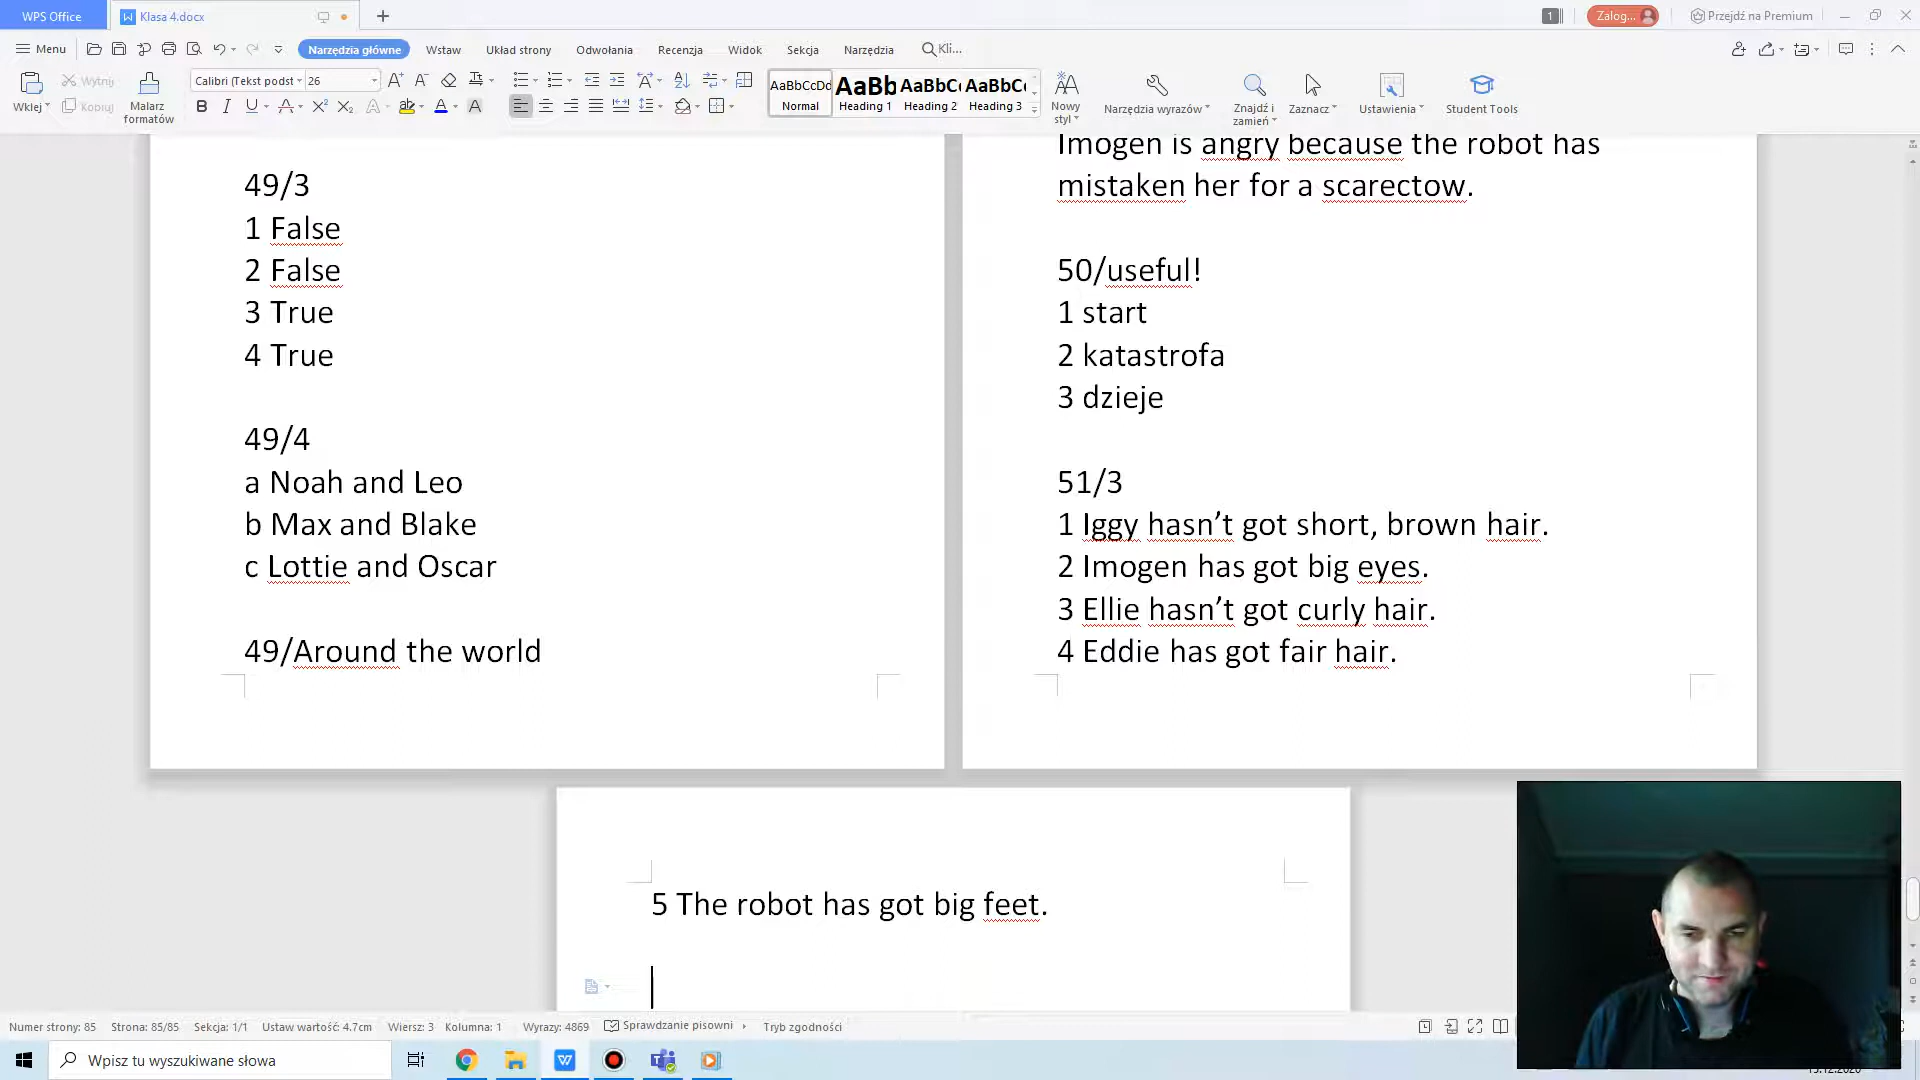 WPS Office
Klasa 4.docx
1
Zalog...
Przejdź na Premium
Menu
Narzędzia główne
Wstaw
Układ strony
Odwołania
Recenzja
Widok
Sekcja
Narzędzia
Kli...
Wklej
Wytnij
Kopiuj
Malarz formatów
Calibri (Tekst podst
26
AaBbCcDd
Normal
AaBb
Heading 1
AaBbC
Heading 2
AaBbC
Heading 3
Nowy styl
Narzędzia wyrazów
Znajdź i zamień
Zaznacz
Ustawienia
Student Tools
49/3
1 False
2 False
3 True
4 True
49/4
a Noah and Leo
b Max and Blake
c Lottie and Oscar
49/Around the world
Imogen is angry because the robot has
mistaken her for a scarectow.
50/useful!
1 start
2 katastrofa
3 dzieje
51/3
1 Iggy hasn't got short, brown hair.
2 Imogen has got big eyes.
3 Ellie hasn't got curly hair.
4 Eddie has got fair hair.
5 The robot has got big feet.
Numer strony: 85
Strona: 85/85
Sekcja: 1/1
Ustaw wartość: 4.7cm
Wiersz: 3
Kolumna: 1
Wyrazy: 4869
Sprawdzanie pisowni
Tryb zgodności
Wpisz tu wyszukiwane słowa